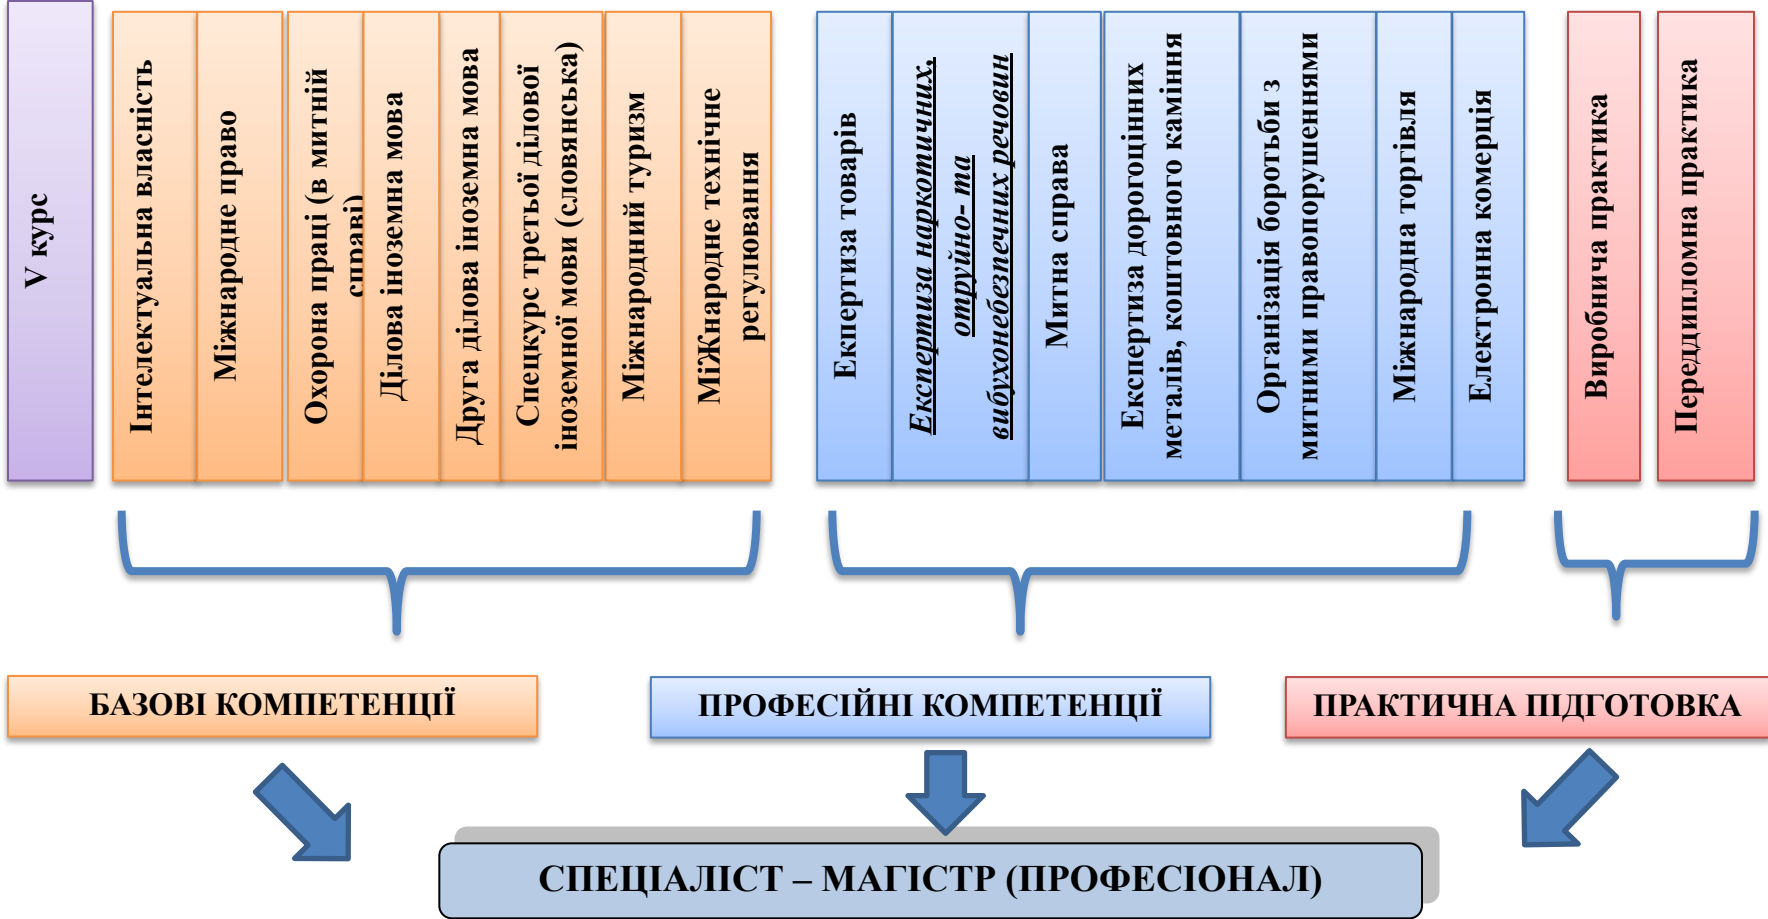 V курс
Інтелектуальна власність
Міжнародне право
Охорона праці (в митній
справі)
Ділова іноземна мова
Друга ділова іноземна мова
Спецкурс третьої ділової
іноземної мови (словянська)
Міжнародний туризм
МіЖнародне технічне
регулювання
Екпертиза товарів
Експертиза наркотичних,
отруйно- та
вибухонебезпечних речовин
Митна справа
Експертиза дорогоцінних
металів, коштовного каміння
Організація боротьби з
митними правопорушеннями
Міжнародна торгівля
Електронна комерція
Виробнича практика
Переддипломна практика
БАЗОВІ КОМПЕТЕНЦІЇ
ПРОФЕСІЙНІ КОМПЕТЕНЦІЇ
ПРАКТИЧНА ПІДГОТОВКА
СПЕЦІАЛІСТ – МАГІСТР (ПРОФЕСІОНАЛ)